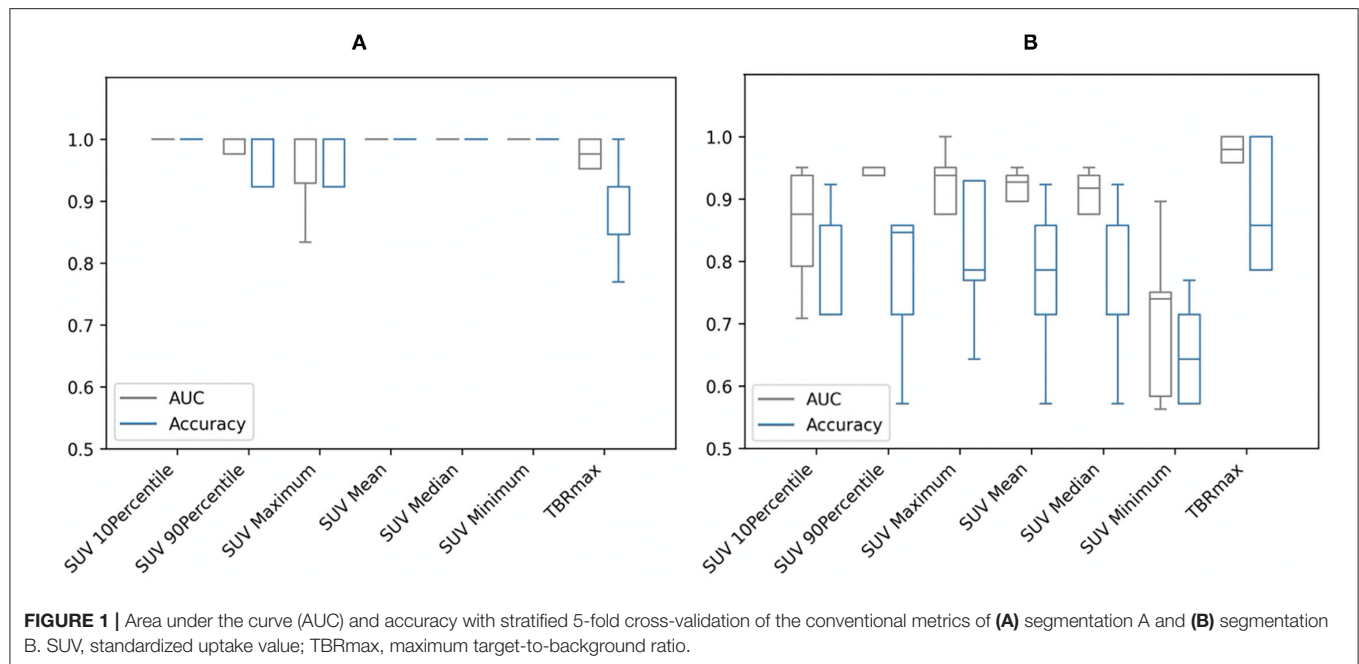 A
1.0
0.9
0.8
0.7
0.6
0.5
AUC
Accuracy
SUV 10Percentile
SUV 90Percentile
SUV Maximum
SUV Mean
SUV Median
SUV Minimum
TBRmax
B
1.0
0.9
0.8
0.7
0.6
0.5
AUC
Accuracy
SUV 10Percentile
SUV 90Percentile
SUV Maximum
SUV Mean
SUV Median
SUV Minimum
TBRmax
FIGURE 1 | Area under the curve (AUC) and accuracy with stratified 5-fold cross-validation of the conventional metrics of (A) segmentation A and (B) segmentation
B. SUV, standardized uptake value; TBRmax, maximum target-to-background ratio.